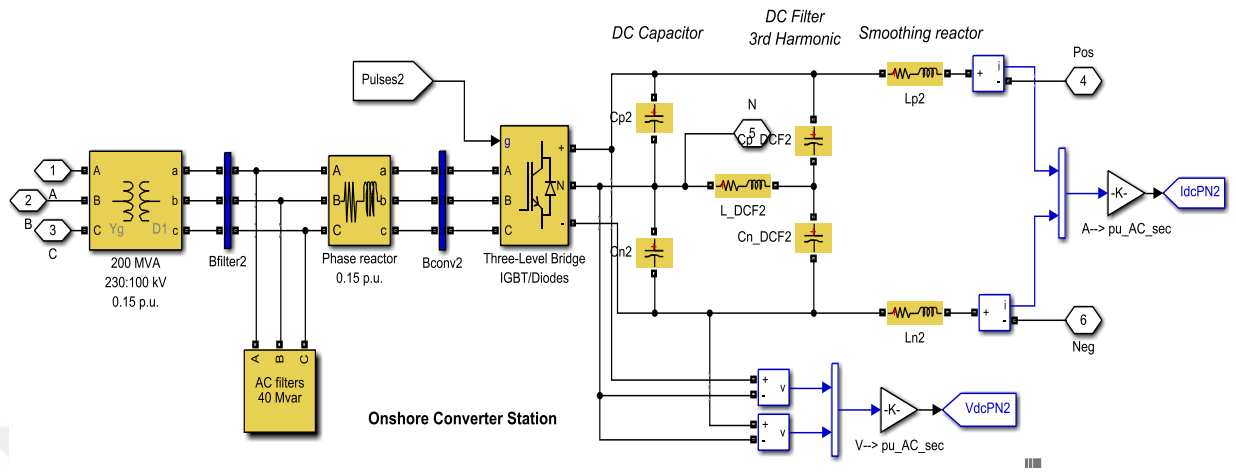 DC Capacitor
DC Filter
3rd Harmonic
Smoothing reactor
Pos
4
Pulses2
Cp2
N
5
Cp_DCF2
Lp2
+
i
-
g
1
2
3
A
B
C
A
B
C
Yg
D1
a
b
c
A
B
C
a
b
c
A
B
C
+
N
-
L_DCF2
-K-
IdcPN2
A--> pu_AC_sec
200 MVA
230:100 kV
0.15 p.u.
Bfilter2
Phase reactor
0.15 p.u.
Bconv2
Three-Level Bridge
IGBT/Diodes
Cn2
Cn_DCF2
Ln2
+
i
-
6
Neg
A
B
C
AC filters
40 Mvar
Onshore Converter Station
+
-
v
+
-
v
-K-
VdcPN2
V--> pu_AC_sec